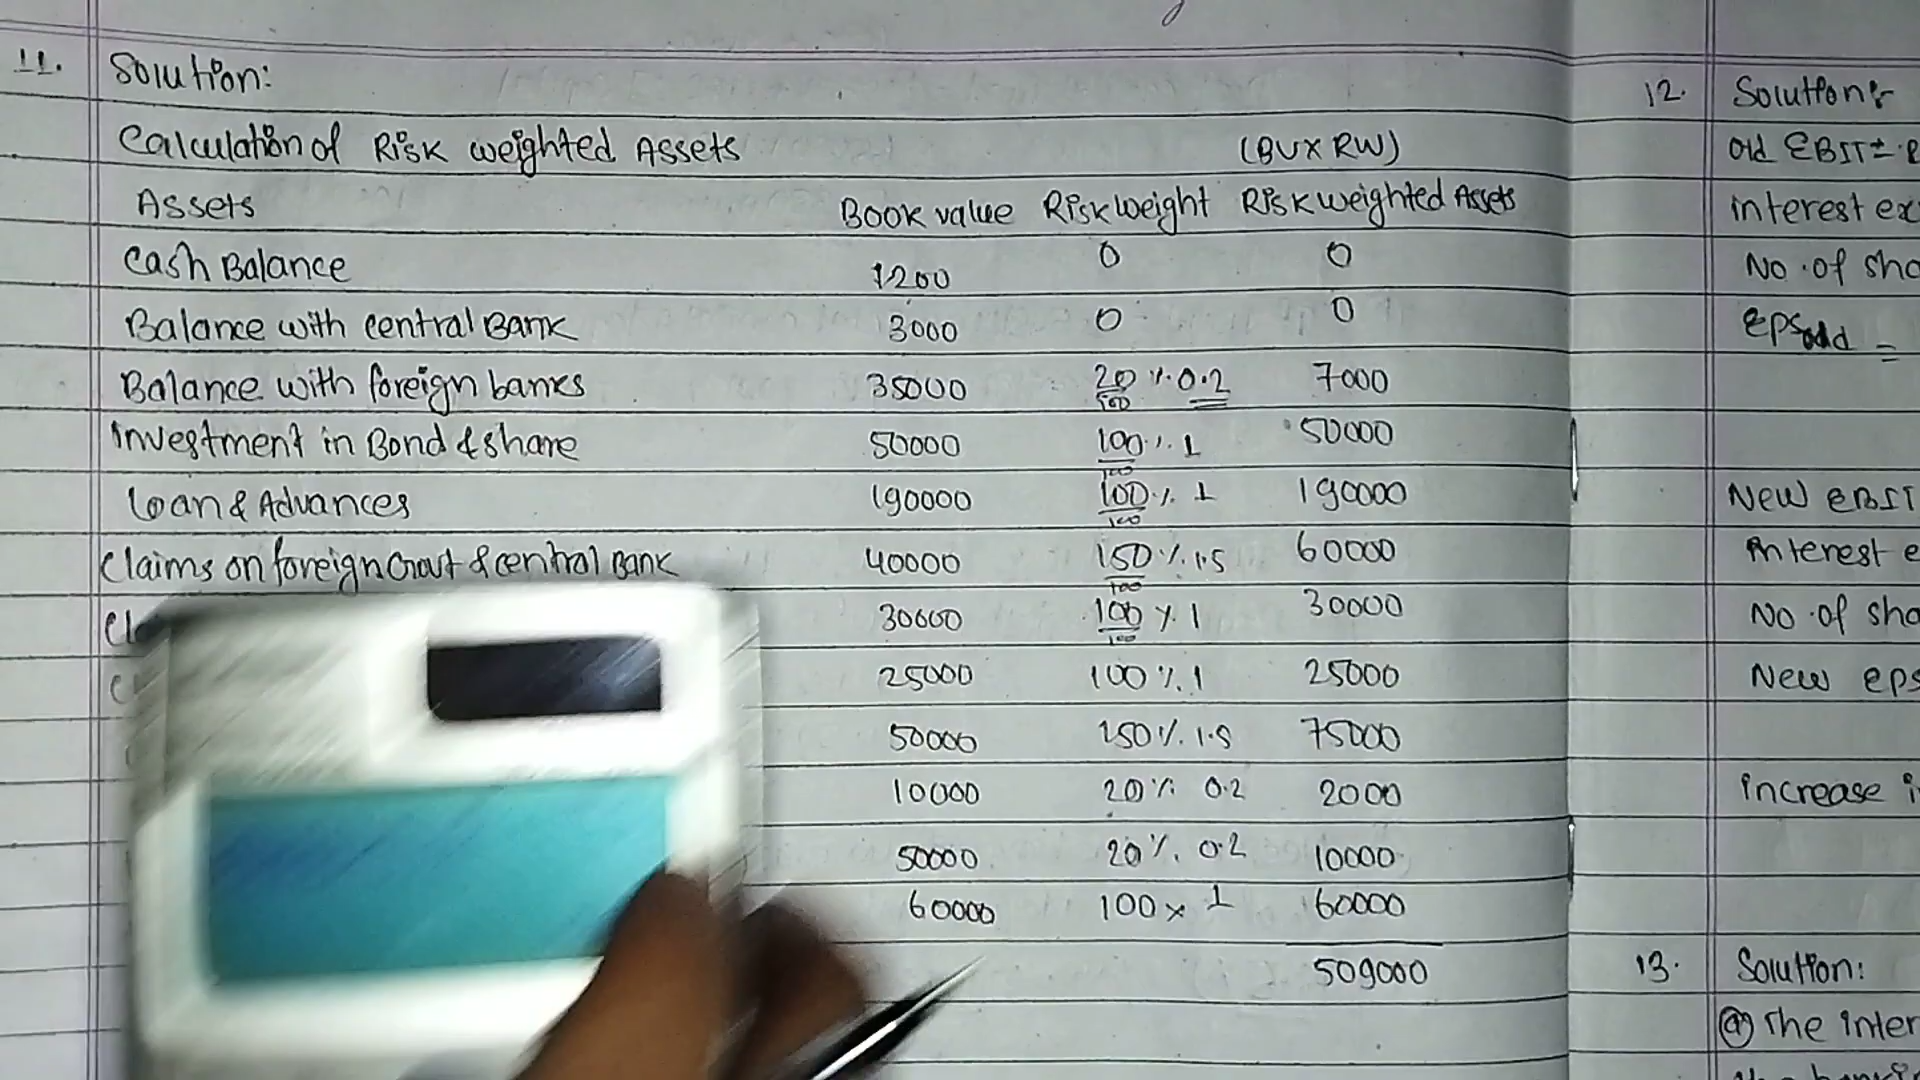 11. Solution:
Calculation of Risk weighted Assets (BV X RW)
Assets Book value Risk weight Risk weighted Assets
Cash Balance 1200 0 0
Balance with central Bank 3000 0 0
Balance with foreign banks 35000 20/100 % 0.2 7000
Investment in Bond & share 50000 100/100 % 1 50000
Loan & Advances 190000 100/100 % 1 190000
Claims on foreign Govt & central Bank 40000 150/100 % 1.5 60000
30000 100/100 % 1 30000
25000 100 % 1 25000
50000 150 % 1.5 75000
10000 20 % 0.2 2000
50000 20 % 0.2 10000
60000 100 x 1 60000
509000
12. Solution:
Old EBIT =
interest
No. of
EPS old =
New EBIT
Interest
No. of
New eps
increase
13. Solution:
(a) The